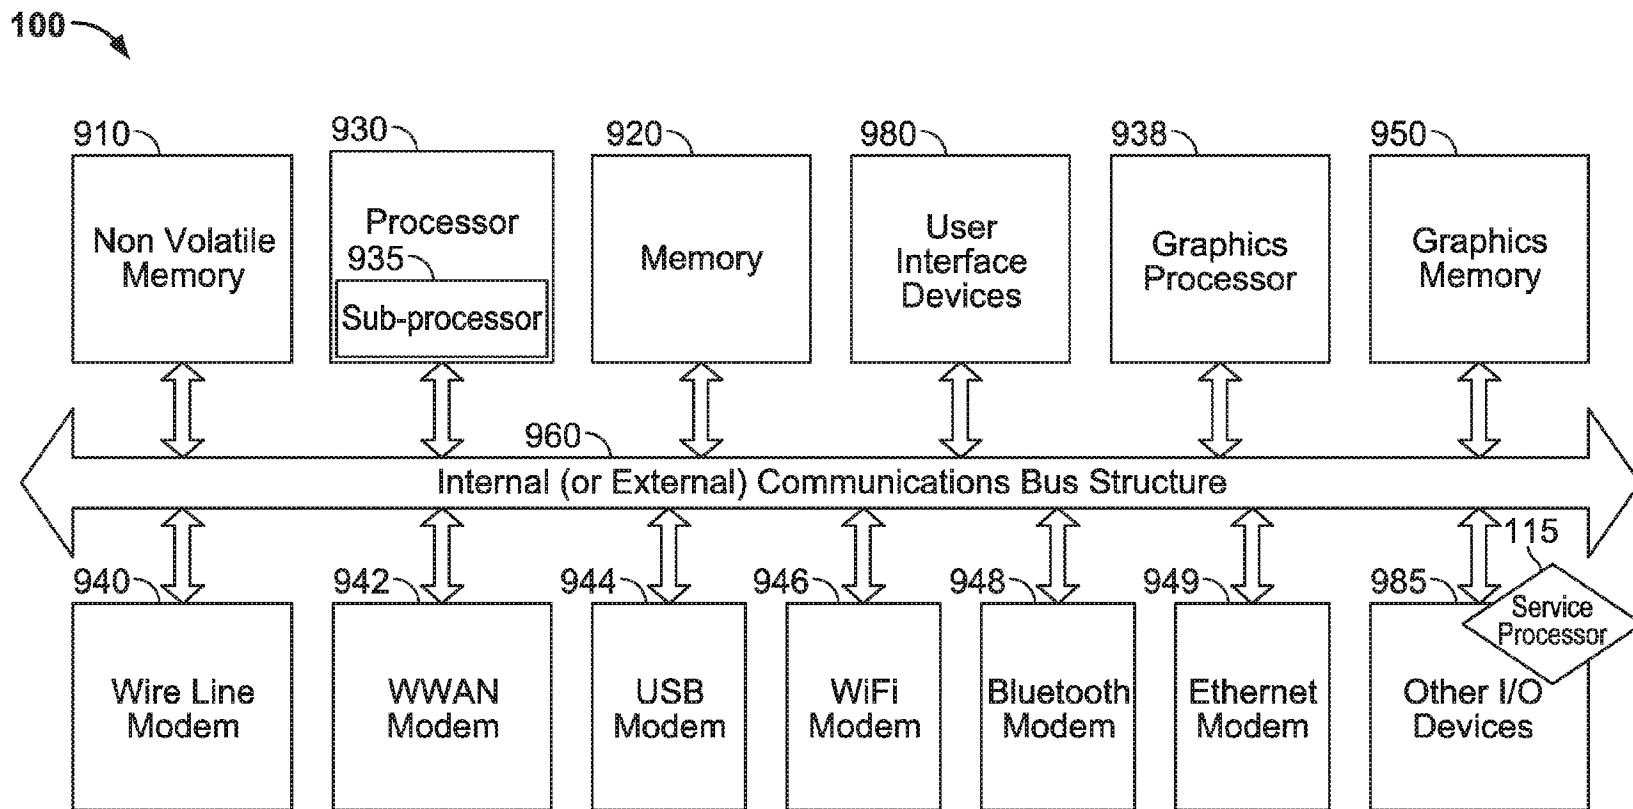 100
910
930
920
980
938
950
Non Volatile
Memory
Processor
935
Sub-processor
Memory
User
Interface
Devices
Graphics
Processor
Graphics
Memory
960
Internal (or External) Communications Bus Structure
115
940
942
944
946
948
949
985
Service
Processor
Wire Line
Modem
WWAN
Modem
USB
Modem
WiFi
Modem
Bluetooth
Modem
Ethernet
Modem
Other I/O
Devices